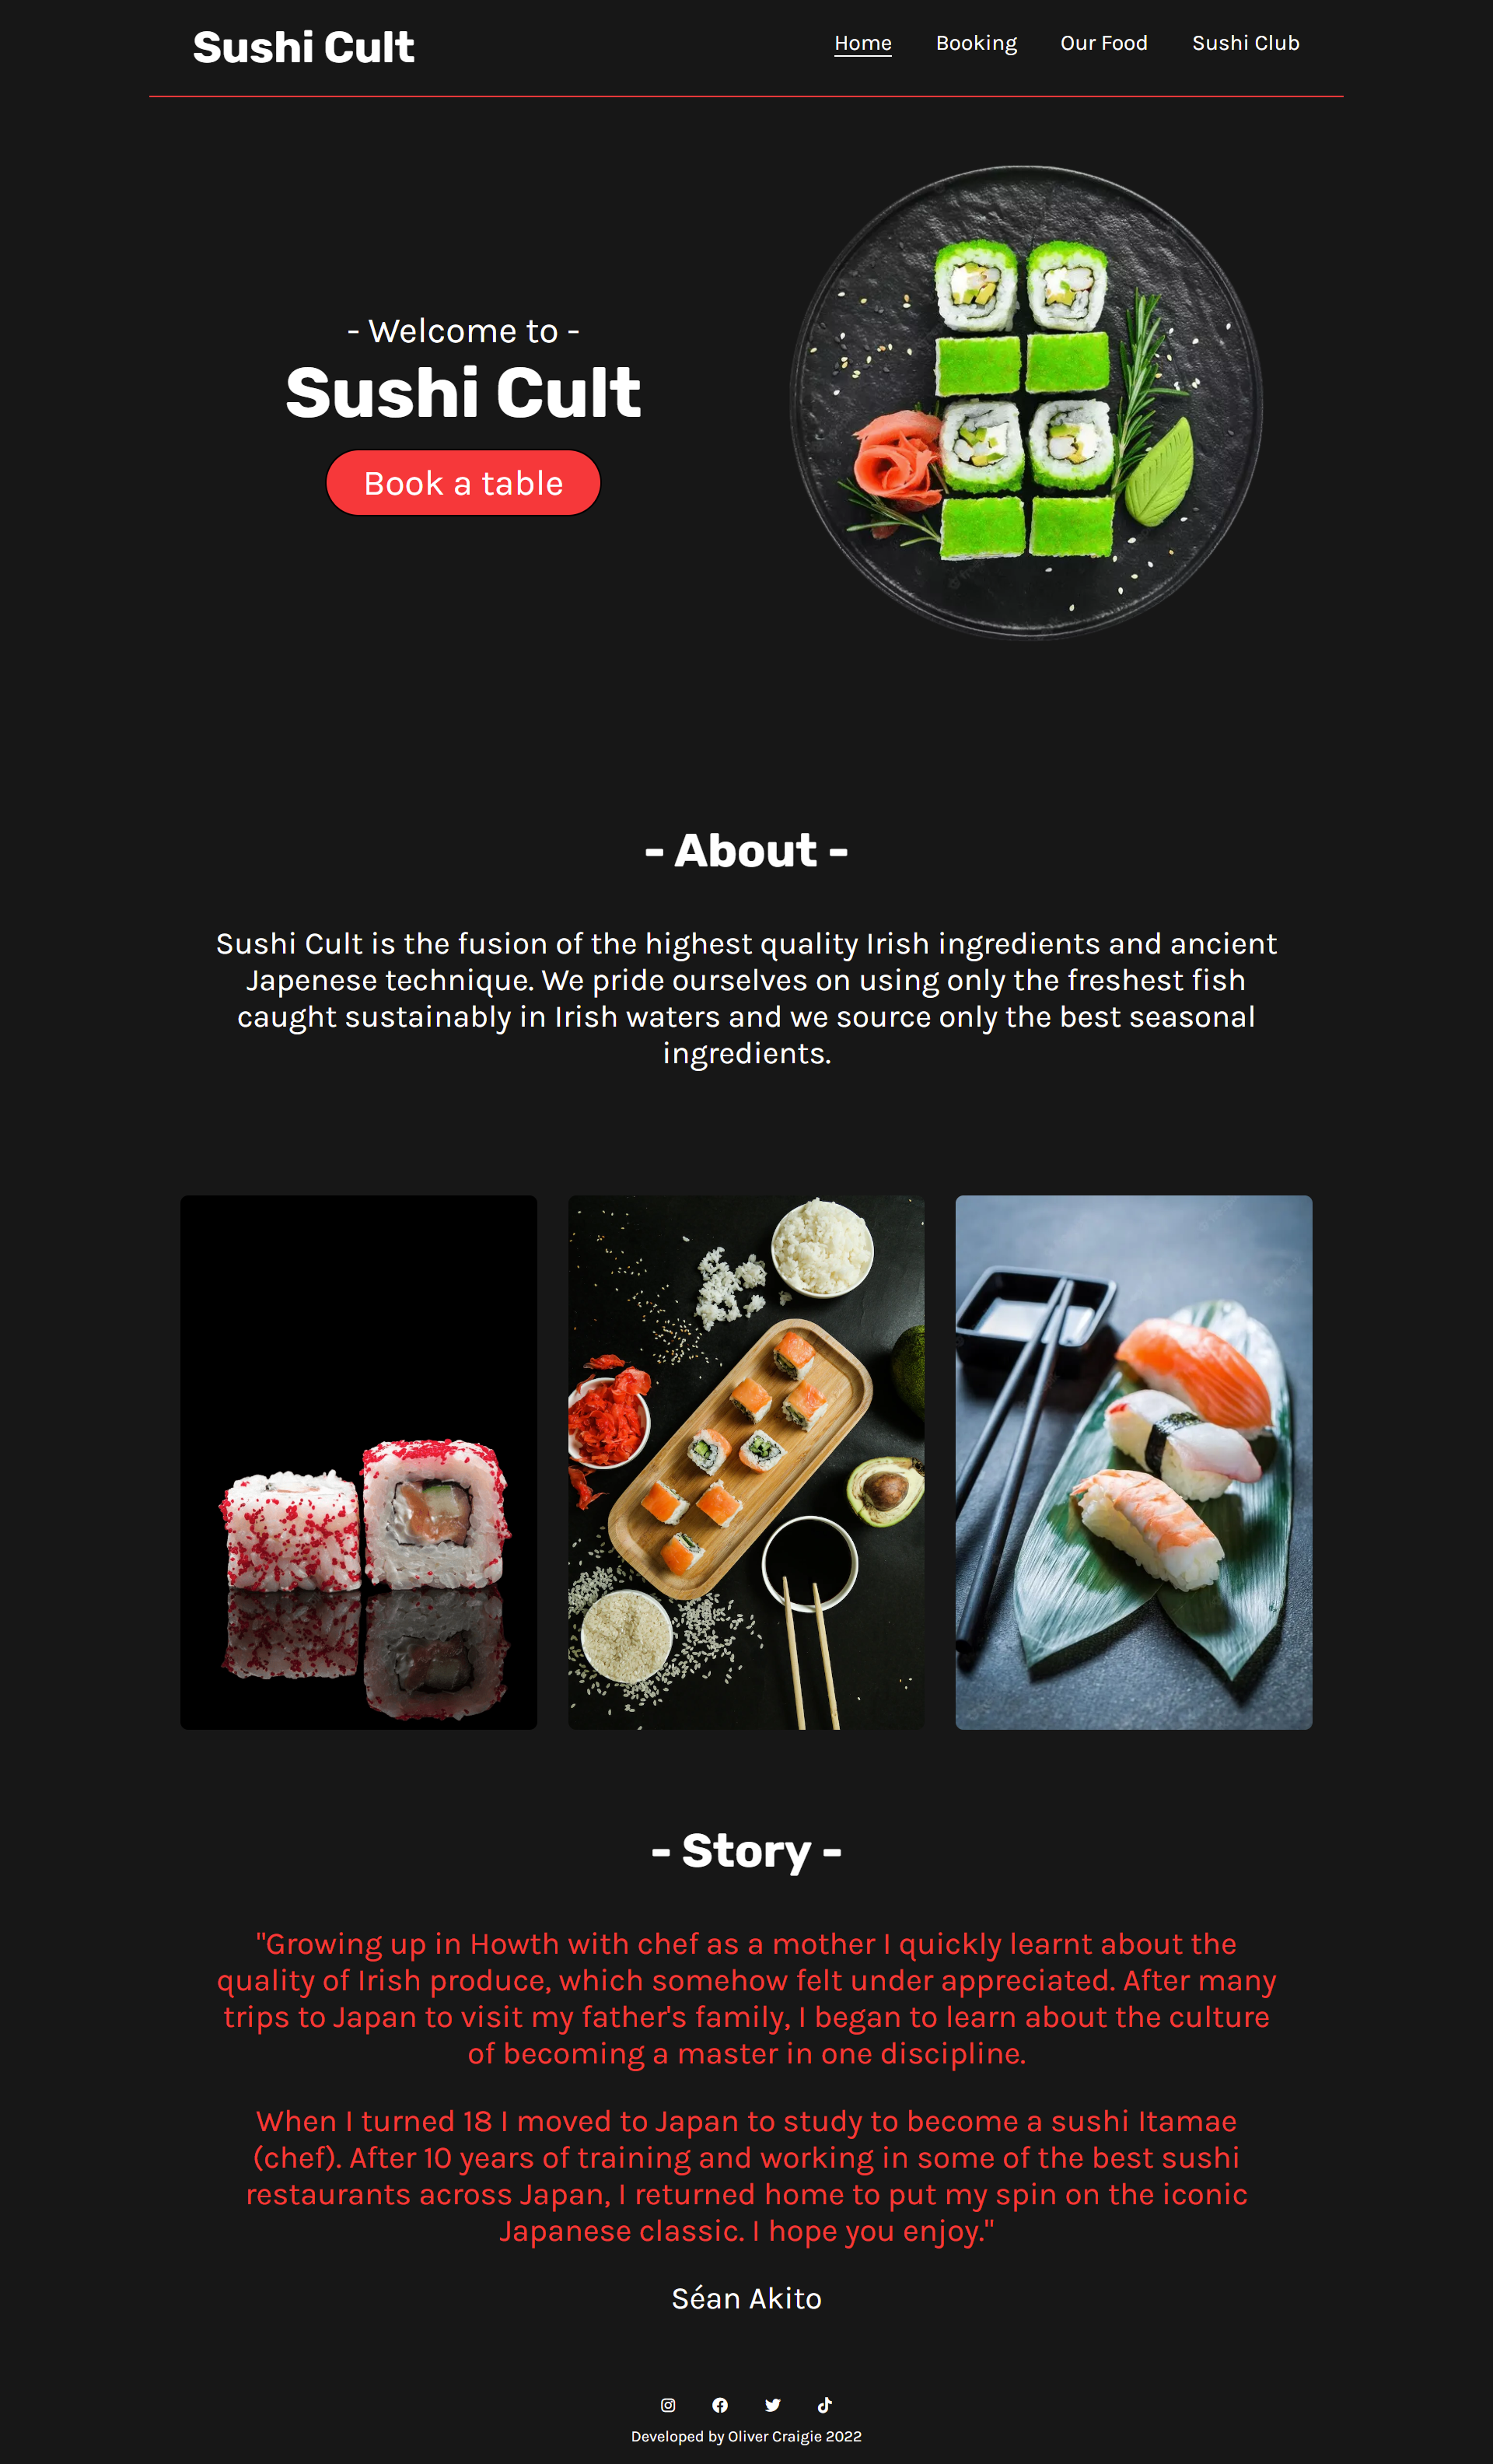 Sushi Cult
Home
Booking
Our Food
Sushi Club
- Welcome to -
Sushi Cult
Book a table
- About -
Sushi Cult is the fusion of the highest quality Irish ingredients and ancient
Japenese technique. We pride ourselves on using only the freshest fish
caught sustainably in Irish waters and we source only the best seasonal
ingredients.
- Story -
"Growing up in Howth with chef as a mother I quickly learnt about the
quality of Irish produce, which somehow felt under appreciated. After many
trips to Japan to visit my father's family, I began to learn about the culture
of becoming a master in one discipline.
When I turned 18 I moved to Japan to study to become a sushi Itamae
(chef). After 10 years of training and working in some of the best sushi
restaurants across Japan, I returned home to put my spin on the iconic
Japanese classic. I hope you enjoy."
Séan Akito
Developed by Oliver Craigie 2022